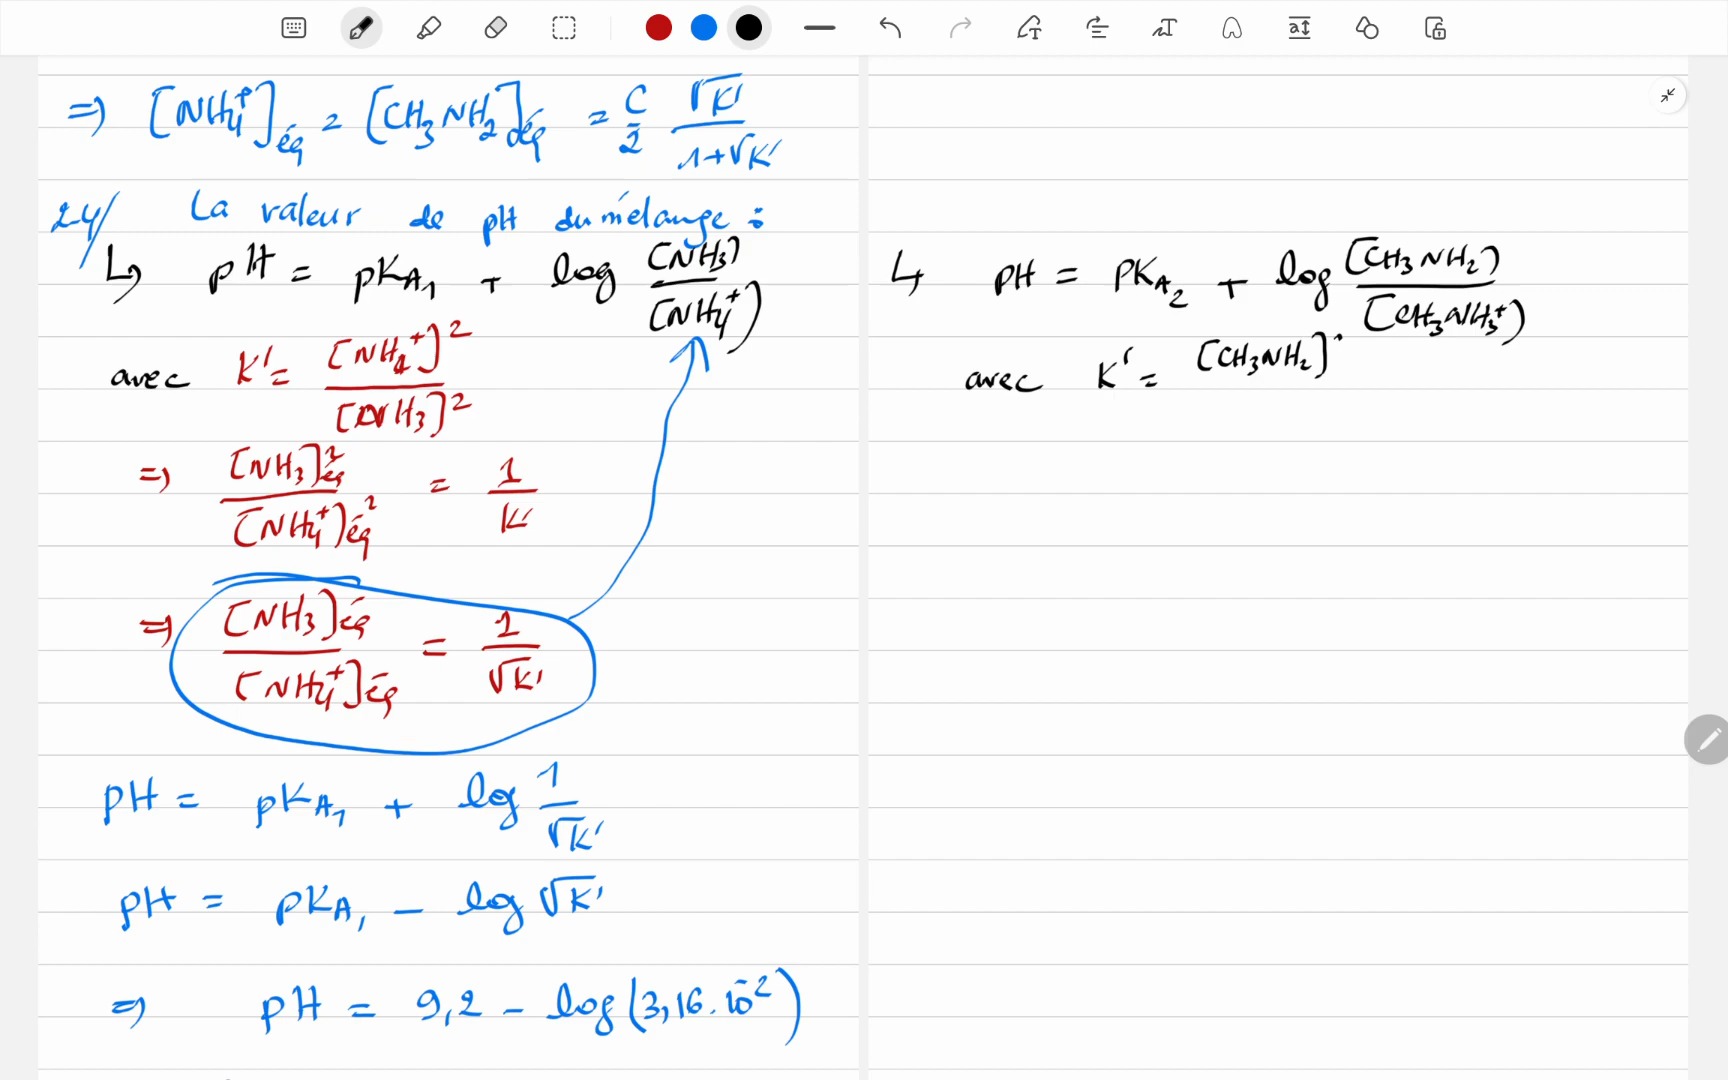 ⇒ [NH₄⁺]éq = [CH₃NH₂]éq = C/2 √K'/(1+√K')
24/ La valeur de pH du mélange :
↳ pH = pKA₁ + log [NH₃]/[NH₄⁺]
avec K' = [NH₄⁺]²/[NH₃]²
⇒ [NH₃]²éq/[NH₄⁺]²éq = 1/K'
⇒ [NH₃]éq/[NH₄⁺]éq = 1/√K'
pH = pKA₁ + log 1/√K'
pH = pKA₁ − log √K'
⇒ pH = 9,2 − log(3,16.10⁻²)
↳ pH = PKA₂ + log [CH₃NH₂]/[CH₃NH₃⁺]
avec K' = [CH₃NH₂]